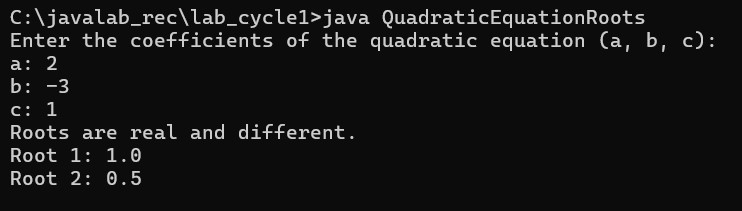 C:\javalab_rec\lab_cycle1>java QuadraticEquationRoots
Enter the coefficients of the quadratic equation (a, b, c):
a: 2
b: -3
c: 1
Roots are real and different.
Root 1: 1.0
Root 2: 0.5